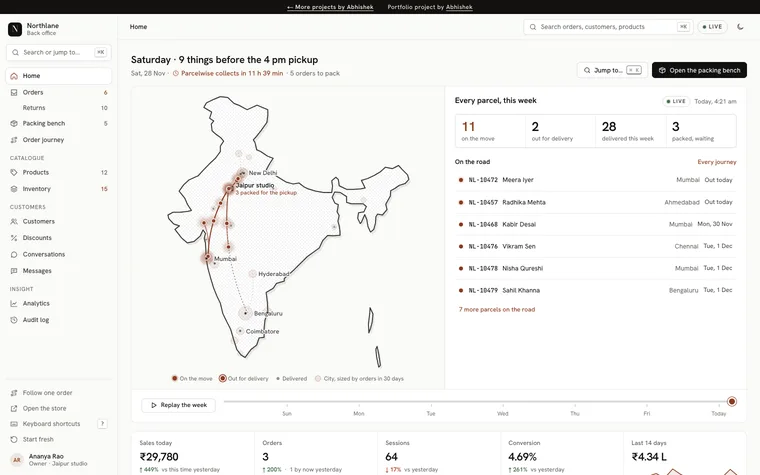 ← More projects by Abhishek
Portfolio project by Abhishek
Northlane
Back office
Search or jump to...
⌘K
Home
Orders 6
Returns 10
Packing bench 5
Order journey
CATALOGUE
Products 12
Inventory 15
CUSTOMERS
Customers
Discounts
Conversations
Messages
INSIGHT
Analytics
Audit log
Follow one order
Open the store
Keyboard shortcuts ?
Start fresh
AR
Ananya Rao
Owner · Jaipur studio
Home
Search orders, customers, products
⌘K
LIVE
Saturday · 9 things before the 4 pm pickup
Sat, 28 Nov · Parcelwise collects in 11 h 39 min · 5 orders to pack
Jump to... ⌘ K
Open the packing bench
New Delhi
Jaipur studio
3 packed for the pickup
Mumbai
Hyderabad
Bengaluru
Coimbatore
On the move
Out for delivery
Delivered
City, sized by orders in 30 days
Every parcel, this week
LIVE
Today, 4:21 am
11
on the move
2
out for delivery
28
delivered this week
3
packed, waiting
On the road
Every journey
NL-10472 Meera Iyer Mumbai Out today
NL-10457 Radhika Mehta Ahmedabad Out today
NL-10468 Kabir Desai Mumbai Mon, 30 Nov
NL-10476 Vikram Sen Chennai Tue, 1 Dec
NL-10478 Nisha Qureshi Mumbai Tue, 1 Dec
NL-10479 Sahil Khanna Bengaluru Tue, 1 Dec
7 more parcels on the road
Replay the week
Sun Mon Tue Wed Thu Fri Today
Sales today
₹29,780
↑ 449% vs this time yesterday
Orders
3
↑ 200% · 1 by now yesterday
Sessions
64
↓ 17% vs yesterday
Conversion
4.69%
↑ 261% vs yesterday
Last 14 days
₹4.34 L